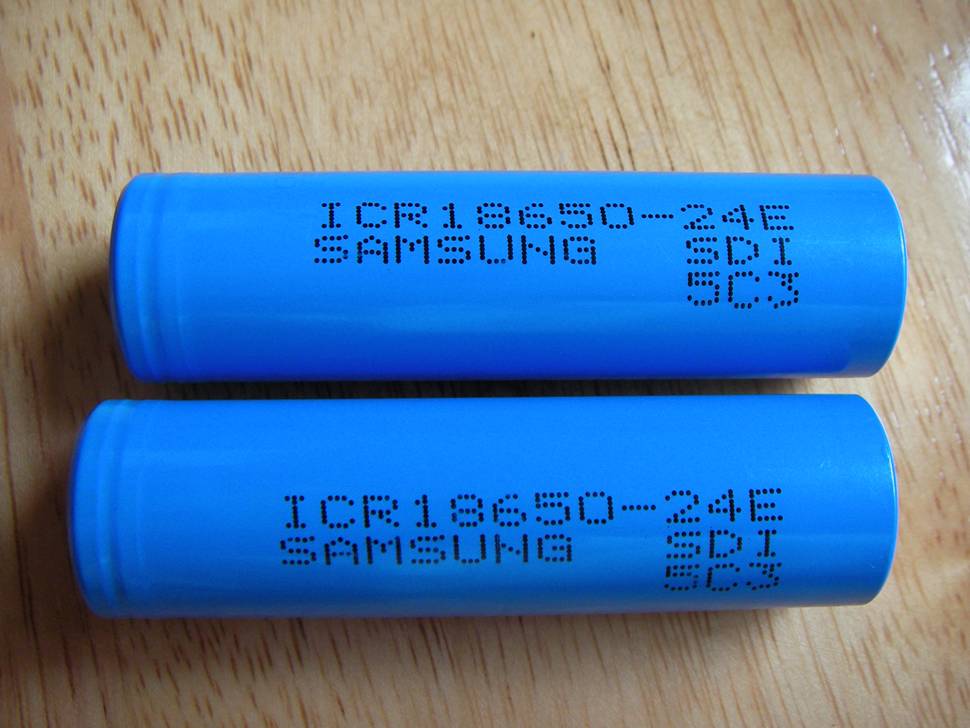 ICR18650-24E
SAMSUNG SDI
5C3
ICR18650-24E
SAMSUNG SDI
5C3